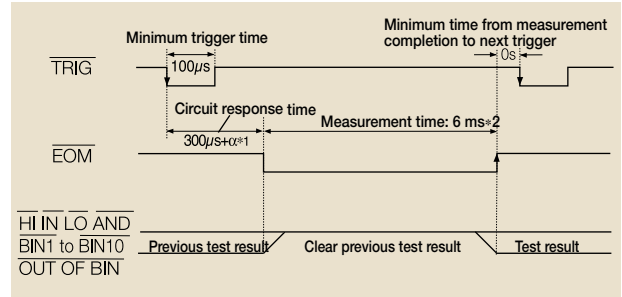 Minimum time from measurement
completion to next trigger
Minimum trigger time
0s
TRIG
100µs
Circuit response time
Measurement time: 6 ms*2
300µs+α*1
EOM
HI IN LO AND
BIN1 to BIN10
OUT OF BIN
Previous test result
Clear previous test result
Test result